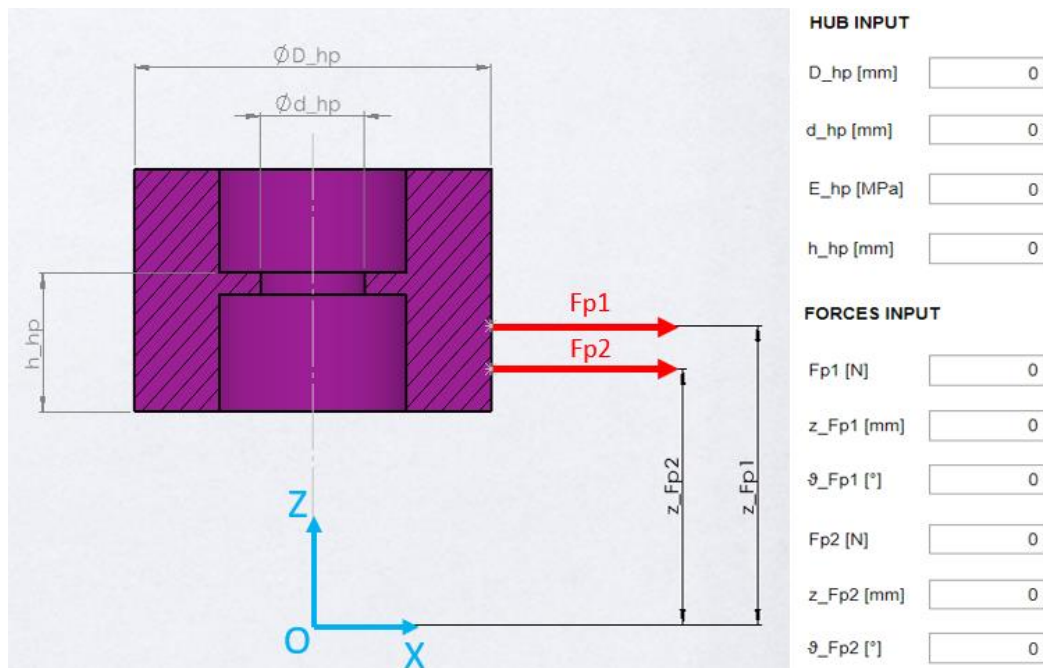 ØD_hp
Ød_hp
h_hp
Fp1
Fp2
z_Fp2
z_Fp1
Z
O
X
HUB INPUT
D_hp [mm] 0
d_hp [mm] 0
E_hp [MPa] 0
h_hp [mm] 0
FORCES INPUT
Fp1 [N] 0
z_Fp1 [mm] 0
ϑ_Fp1 [°] 0
Fp2 [N] 0
z_Fp2 [mm] 0
ϑ_Fp2 [°] 0